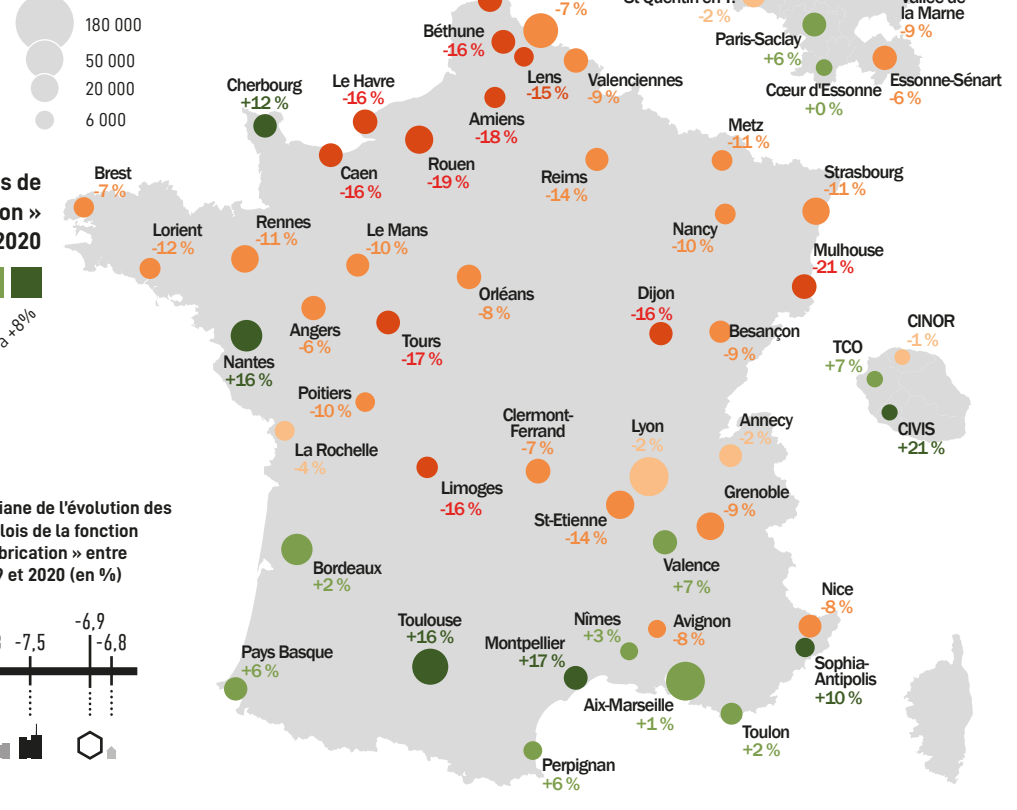 180 000
50 000
20 000
6 000
s de
on »
2020
à +8%
-7 %
Béthune
-16 %
Lens
-15 %
Valenciennes
-9 %
-2 %
Paris-Saclay
+6 %
Cœur d'Essonne
+0 %
la Marne
-9 %
Essonne-Sénart
-6 %
Cherbourg
+12 %
Le Havre
-16 %
Amiens
-18 %
Caen
-16 %
Rouen
-19 %
Reims
-14 %
Metz
-11 %
Strasbourg
-11 %
Brest
-7 %
Lorient
-12 %
Rennes
-11 %
Le Mans
-10 %
Nancy
-10 %
Mulhouse
-21 %
Orléans
-8 %
Dijon
-16 %
Besançon
-9 %
Angers
-6 %
Tours
-17 %
Nantes
+16 %
CINOR
-1 %
TCO
+7 %
CIVIS
+21 %
Poitiers
-10 %
La Rochelle
-4 %
Clermont-
Ferrand
-7 %
Lyon
-2 %
Annecy
-2 %
Limoges
-16 %
St-Etienne
-14 %
Grenoble
-9 %
Valence
+7 %
Bordeaux
+2 %
Toulouse
+16 %
Montpellier
+17 %
Nîmes
+3 %
Avignon
-8 %
Nice
-8 %
Sophia-
Antipolis
+10 %
Pays Basque
+6 %
Aix-Marseille
+1 %
Toulon
+2 %
Perpignan
+6 %
iane de l'évolution des
lois de la fonction
brication » entre
9 et 2020 (en %)
-7,5
-6,9
-6,8